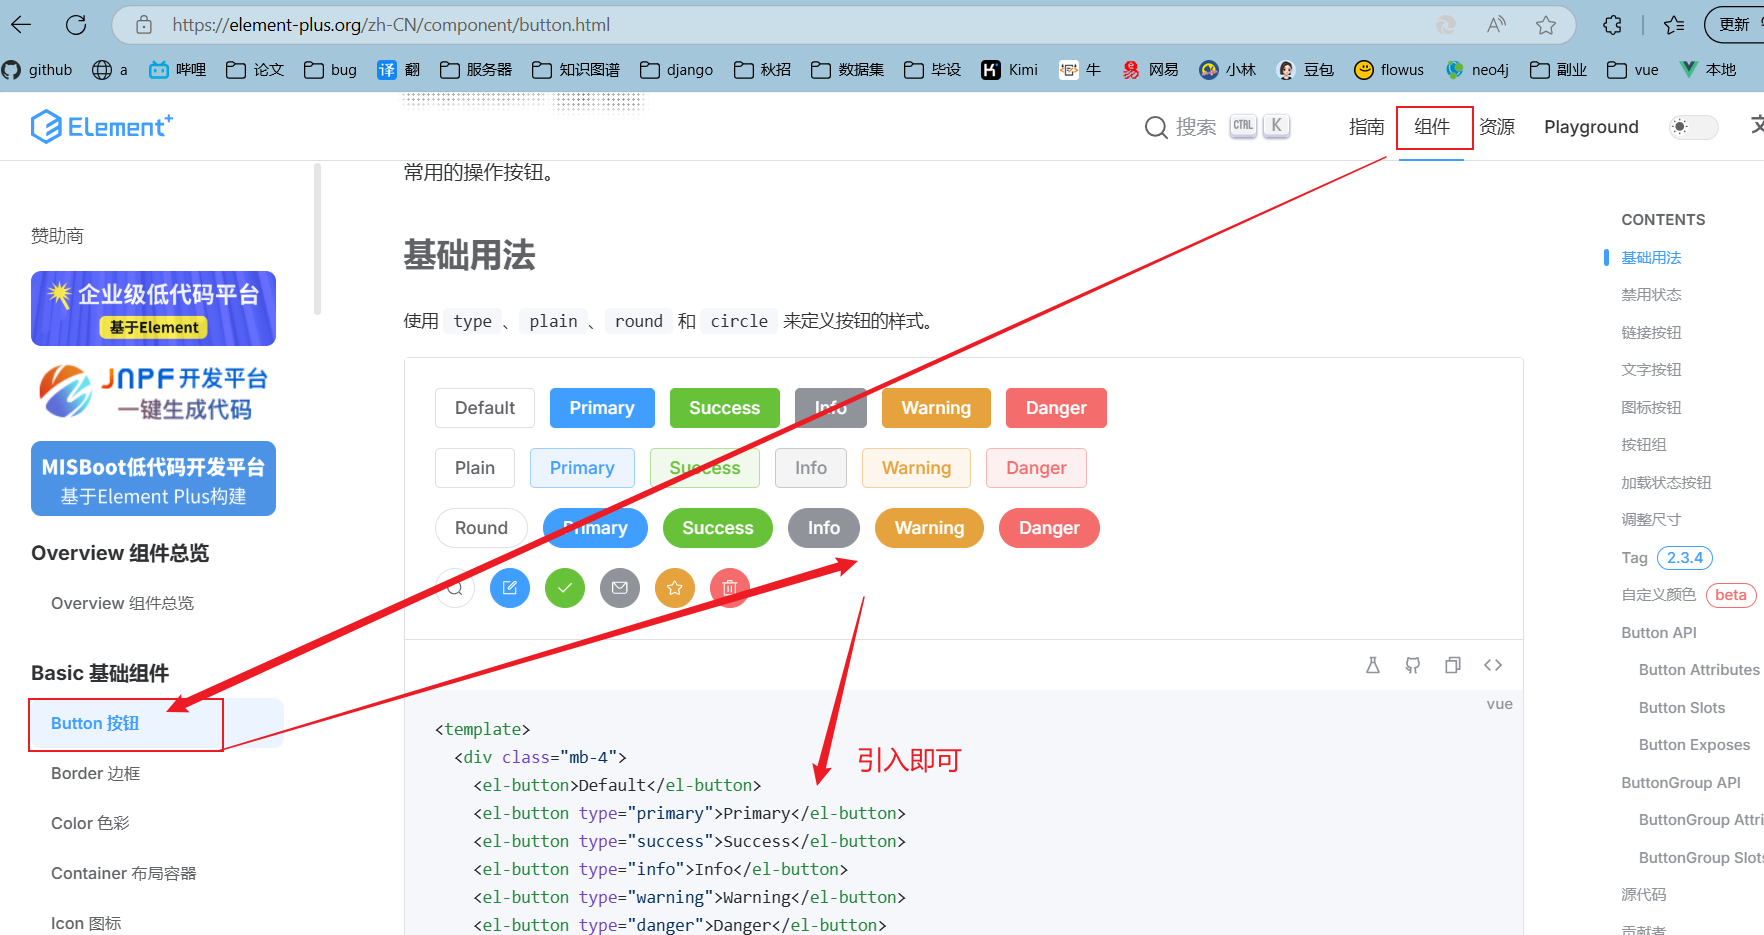 https://element-plus.org/zh-CN/component/button.html
更新
github
a
哔哩
论文
bug
译 翻
服务器
知识图谱
django
秋招
数据集
毕设
Kimi
牛
网易
小林
豆包
flowus
neo4j
副业
vue
本地
Element+
搜索 CTRL K
指南 组件 资源 Playground
常用的操作按钮。
赞助商
企业级低代码平台
基于Element
JNPF开发平台
一键生成代码
MISBoot低代码开发平台
基于Element Plus构建
Overview 组件总览
Overview 组件总览
Basic 基础组件
Button 按钮
Border 边框
Color 色彩
Container 布局容器
Icon 图标
基础用法
使用 type 、 plain 、 round 和 circle 来定义按钮的样式。
Default Primary Success Info Warning Danger
Plain Primary Success Info Warning Danger
Round Primary Success Info Warning Danger
vue
<template>
<div class="mb-4">
<el-button>Default</el-button>
<el-button type="primary">Primary</el-button>
<el-button type="success">Success</el-button>
<el-button type="info">Info</el-button>
<el-button type="warning">Warning</el-button>
<el-button type="danger">Danger</el-button>
引入即可
CONTENTS
基础用法
禁用状态
链接按钮
文字按钮
图标按钮
按钮组
加载状态按钮
调整尺寸
Tag 2.3.4
自定义颜色 beta
Button API
Button Attributes
Button Slots
Button Exposes
ButtonGroup API
ButtonGroup Attri
ButtonGroup Slots
源代码
贡献者